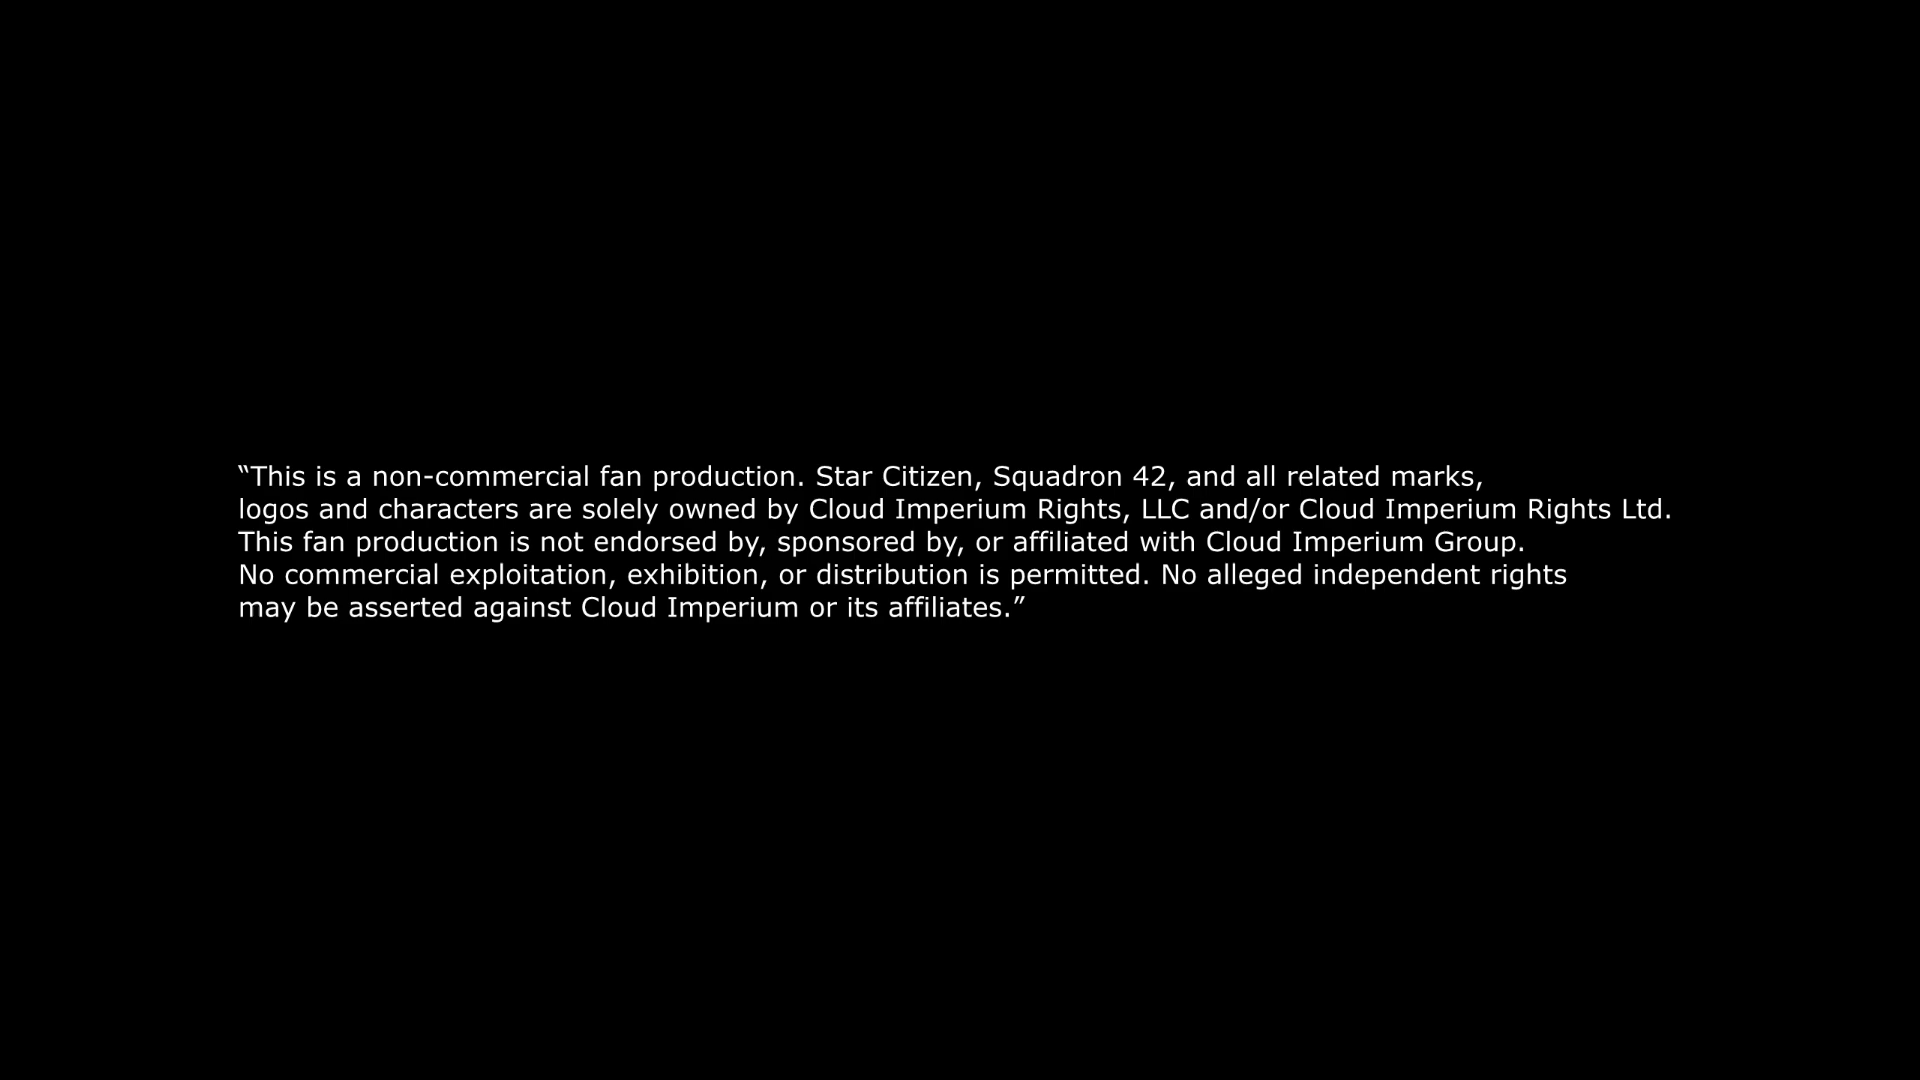 “This is a non-commercial fan production. Star Citizen, Squadron 42, and all related marks,
logos and characters are solely owned by Cloud Imperium Rights, LLC and/or Cloud Imperium Rights Ltd.
This fan production is not endorsed by, sponsored by, or affiliated with Cloud Imperium Group.
No commercial exploitation, exhibition, or distribution is permitted. No alleged independent rights
may be asserted against Cloud Imperium or its affiliates.”